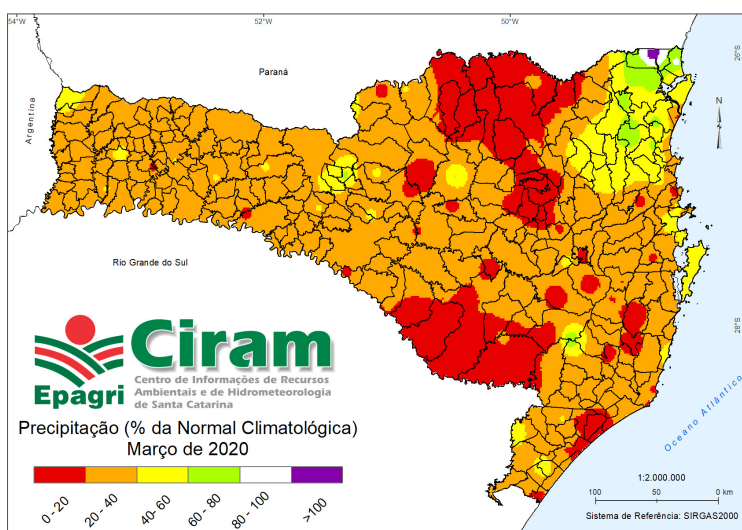 54°W
52°W
50°W
26°S
Paraná
Argentina
N
Rio Grande do Sul
28°S
Ciram
Epagri
Centro de Informações de Recursos
Ambientais e de Hidrometeorologia
de Santa Catarina
Oceano Atlântico
Precipitação (% da Normal Climatológica)
Março de 2020
0 - 20
20 - 40
40- 60
60 - 80
80 - 100
>100
1:2.000.000
100 50 0 km
Sistema de Referência: SIRGAS2000